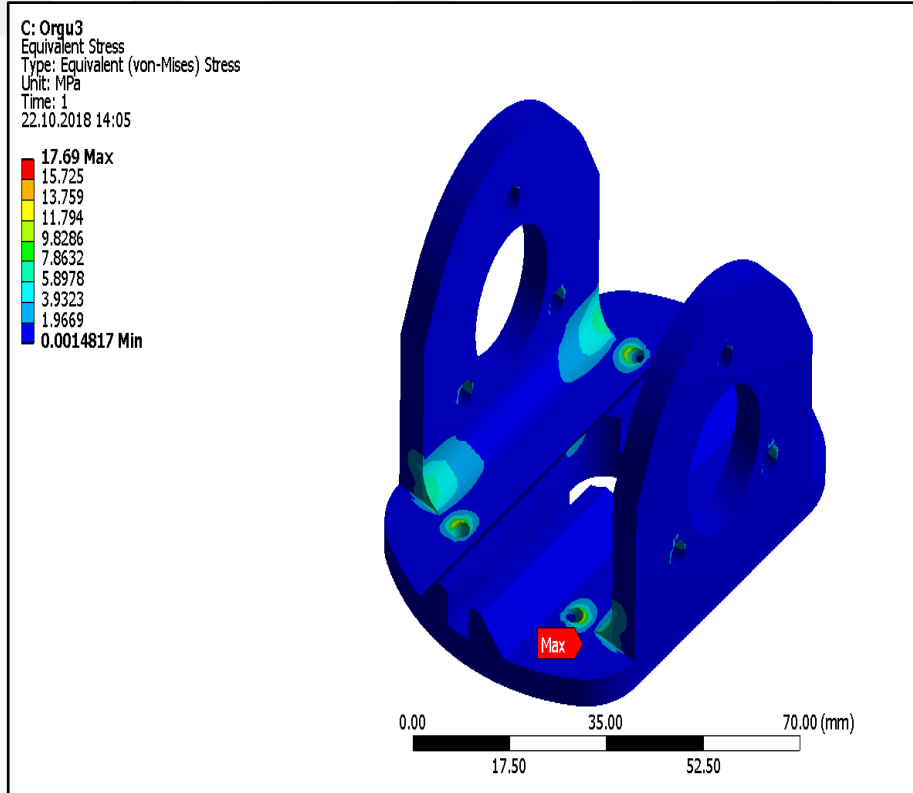 C: Orgu3
Equivalent Stress
Type: Equivalent (von-Mises) Stress
Unit: MPa
Time: 1
22.10.2018 14:05
17.69 Max
15.725
13.759
11.794
9.8286
7.8632
5.8978
3.9323
1.9669
0.0014817 Min
Max
0.00 35.00 70.00 (mm)
17.50 52.50